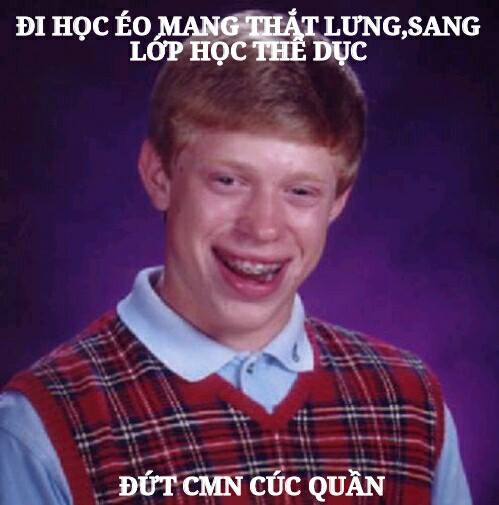 ĐI HỌC ÉO MANG THẮT LƯNG,SANG
LỚP HỌC THỂ DỤC
ĐỨT CMN CÚC QUẦN